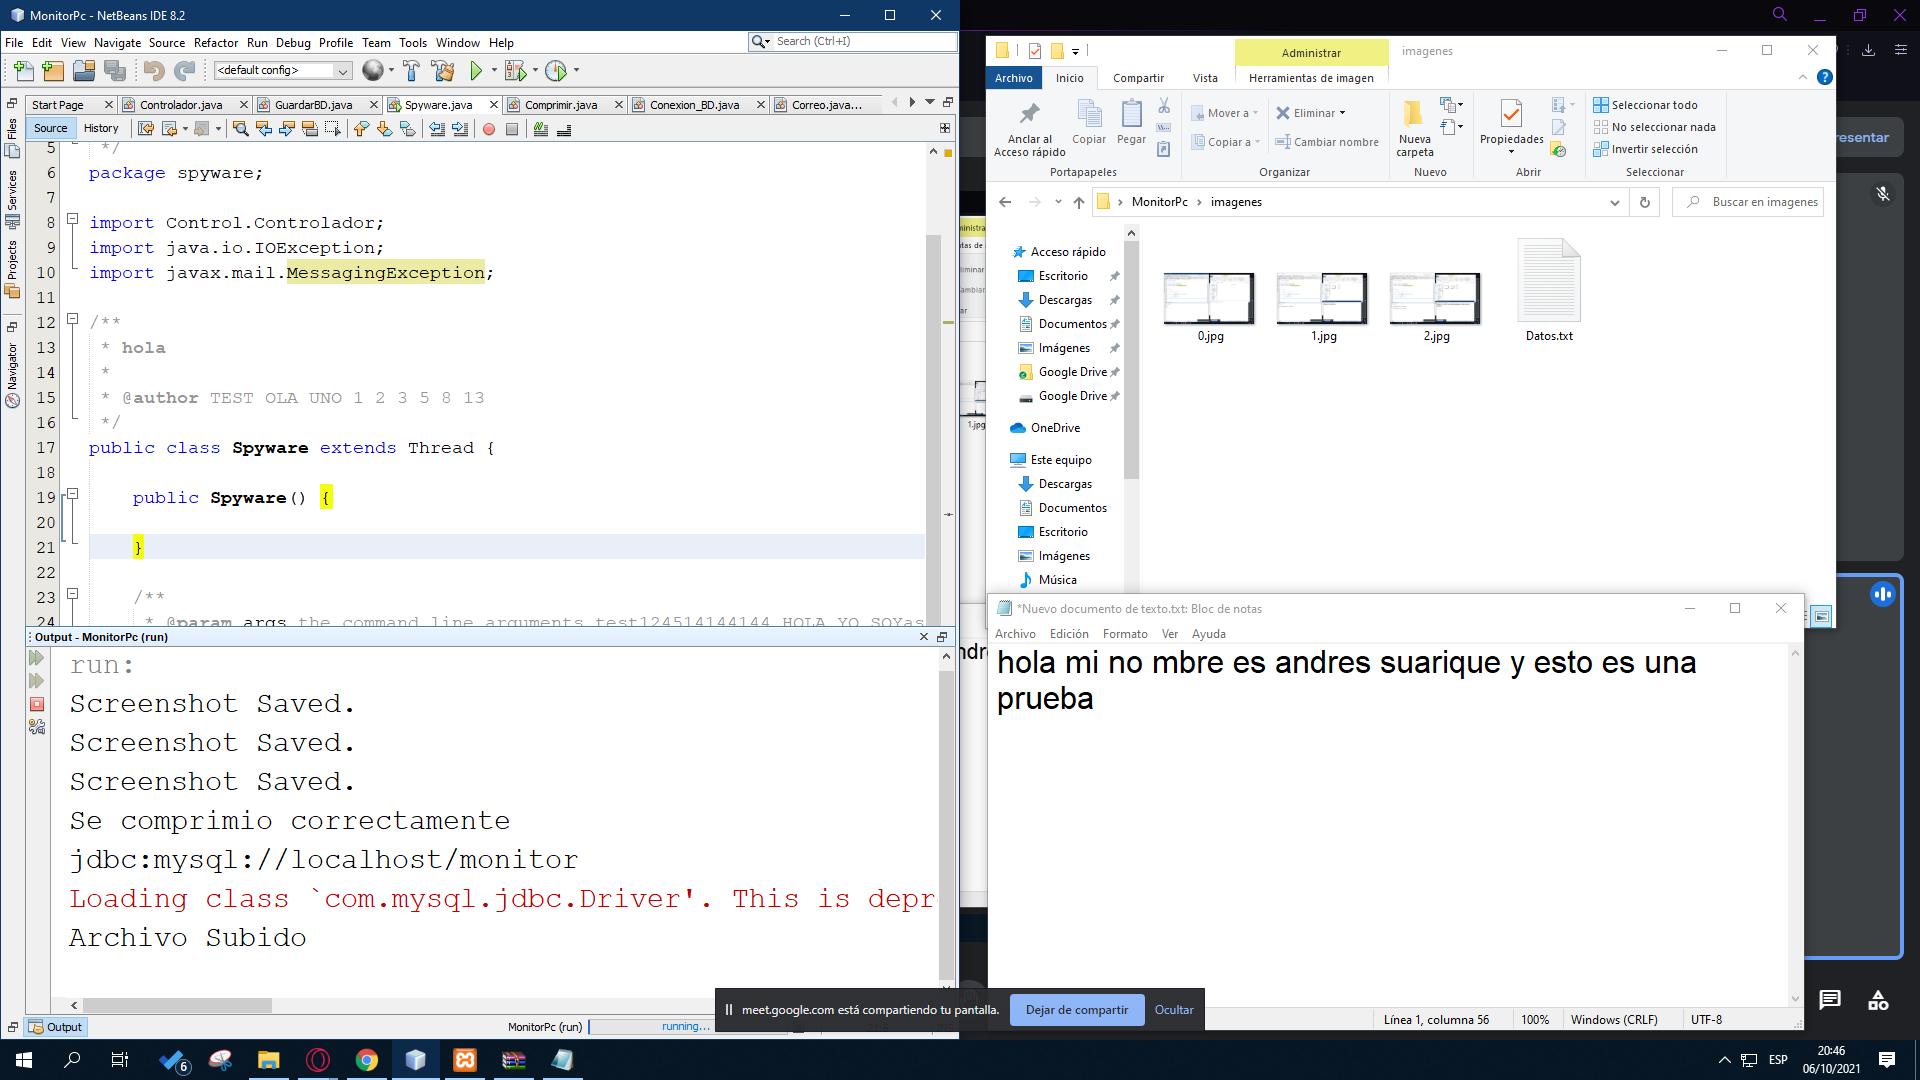 MonitorPc - NetBeans IDE 8.2
File Edit View Navigate Source Refactor Run Debug Profile Team Tools Window Help
Search (Ctrl+I)
<default config>
Start Page Controlador.java GuardarBD.java Spyware.java Comprimir.java Conexion_BD.java Correo.java...
Source History
Files
Services
Projects
Navigator
5 */
6 package spyware;
7
8 import Control.Controlador;
9 import java.io.IOException;
10 import javax.mail.MessagingException;
11
12 /**
13 * hola
14 *
15 * @author TEST OLA UNO 1 2 3 5 8 13
16 */
17 public class Spyware extends Thread {
18
19 public Spyware() {
20
21 }
22
23 /**
24 * @param args the command line arguments test124514144144 HOLA YO SOYas
Output - MonitorPc (run)
run:
Screenshot Saved.
Screenshot Saved.
Screenshot Saved.
Se comprimio correctamente
jdbc:mysql://localhost/monitor
Loading class `com.mysql.jdbc.Driver'. This is depr
Archivo Subido
Output
MonitorPc (run) running...
Administrar imagenes
Archivo Inicio Compartir Vista Herramientas de imagen
Anclar al Acceso rápido
Copiar
Pegar
Portapapeles
Mover a
Copiar a
Eliminar
Cambiar nombre
Organizar
Nueva carpeta
Nuevo
Propiedades
Abrir
Seleccionar todo
No seleccionar nada
Invertir selección
Seleccionar
MonitorPc imagenes
Buscar en imagenes
Acceso rápido
Escritorio
Descargas
Documentos
Imágenes
Google Drive
Google Drive
OneDrive
Este equipo
Descargas
Documentos
Escritorio
Imágenes
Música
0.jpg 1.jpg 2.jpg Datos.txt
1.jpg
resentar
*Nuevo documento de texto.txt: Bloc de notas
Archivo Edición Formato Ver Ayuda
hola mi no mbre es andres suarique y esto es una
prueba
Línea 1, columna 56 100% Windows (CRLF) UTF-8
meet.google.com está compartiendo tu pantalla. Dejar de compartir Ocultar
6
ESP
20:46
06/10/2021